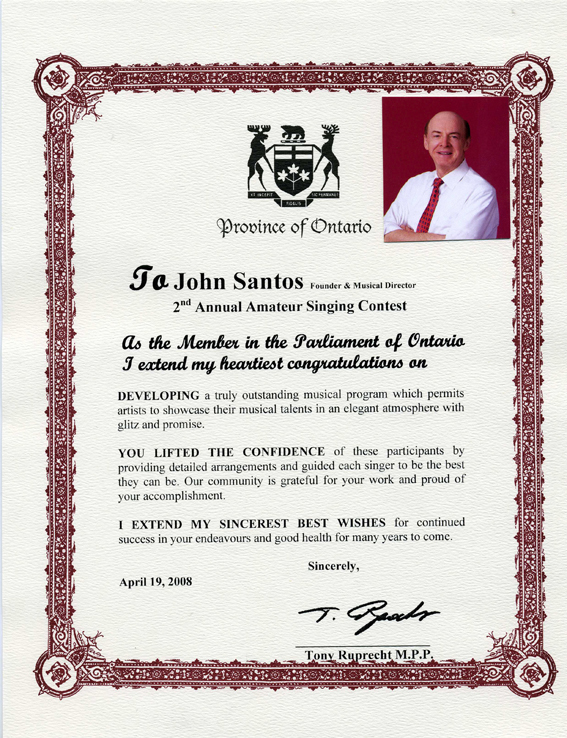 Province of Ontario
To John Santos Founder & Musical Director
2nd Annual Amateur Singing Contest
As the Member in the Parliament of Ontario
I extend my heartiest congratulations on
DEVELOPING a truly outstanding musical program which permits
artists to showcase their musical talents in an elegant atmosphere with
glitz and promise.
YOU LIFTED THE CONFIDENCE of these participants by
providing detailed arrangements and guided each singer to be the best
they can be. Our community is grateful for your work and proud of
your accomplishment.
I EXTEND MY SINCEREST BEST WISHES for continued
success in your endeavours and good health for many years to come.
Sincerely,
April 19, 2008
Tony Ruprecht M.P.P.